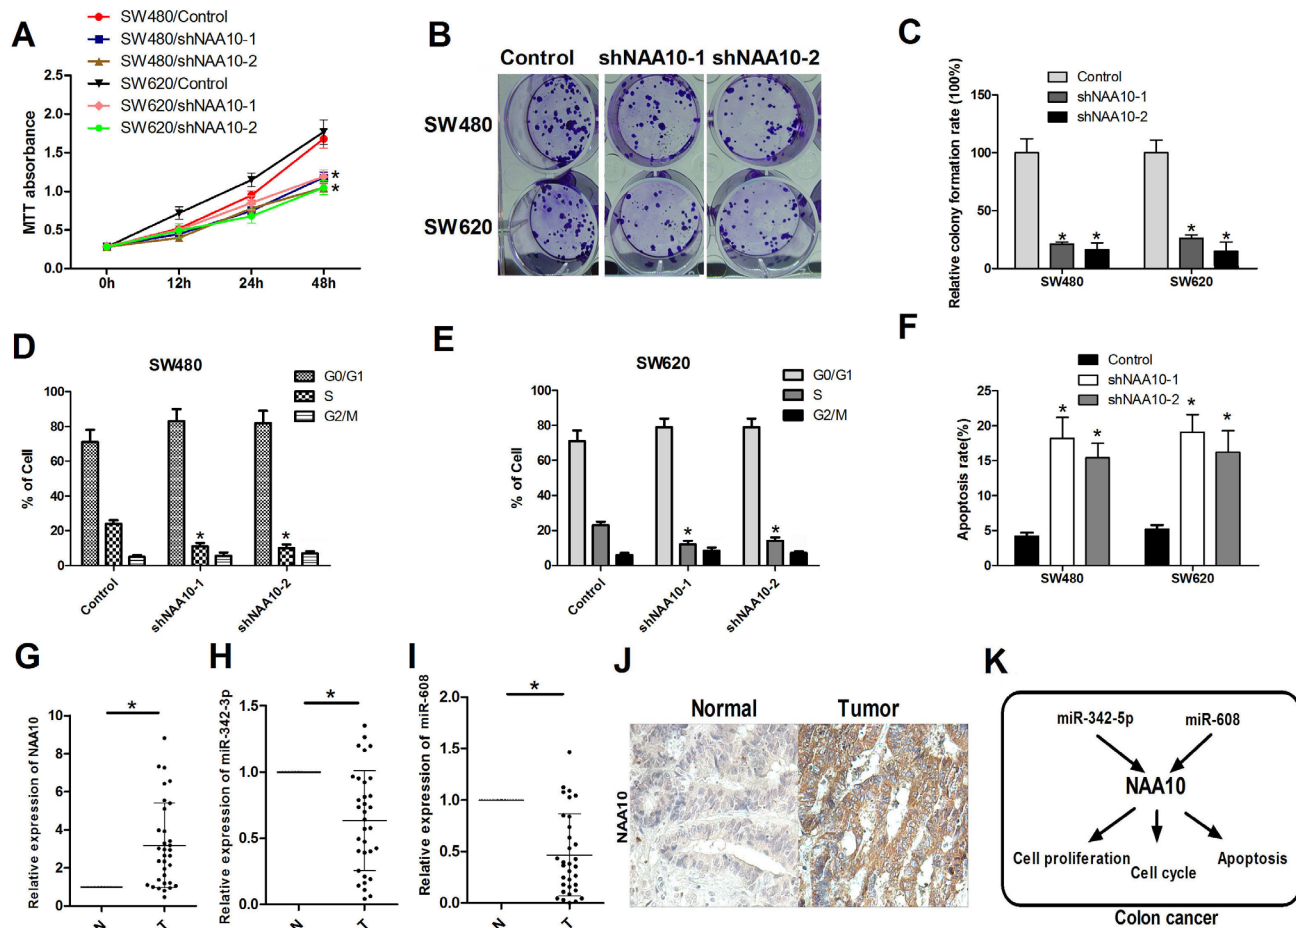 A
SW480/Control
SW480/shNAA10-1
SW480/shNAA10-2
SW620/Control
SW620/shNAA10-1
SW620/shNAA10-2
MTT absorbance
2.5
2.0
1.5
1.0
0.5
0.0
0h 12h 24h 48h
*
*
B
Control shNAA10-1 shNAA10-2
SW480
SW620
C
Control
shNAA10-1
shNAA10-2
Relative colony formation rate (100%)
150
100
50
0
* * * *
SW480 SW620
D
SW480
G0/G1
S
G2/M
% of Cell
100
80
60
40
20
0
* *
Control shNAA10-1 shNAA10-2
E
SW620
G0/G1
S
G2/M
% of Cell
100
80
60
40
20
0
* *
Control shNAA10-1 shNAA10-2
F
Control
shNAA10-1
shNAA10-2
Apoptosis rate(%)
25
20
15
10
5
0
* * * *
SW480 SW620
G
Relative expression of NAA10
10
8
6
4
2
0
*
N T
H
Relative expression of miR-342-3p
1.5
1.0
0.5
0.0
*
N T
I
Relative expression of miR-608
2.0
1.5
1.0
0.5
0.0
*
N T
J
Normal Tumor
NAA10
K
miR-342-5p miR-608
NAA10
Cell proliferation Cell cycle Apoptosis
Colon cancer